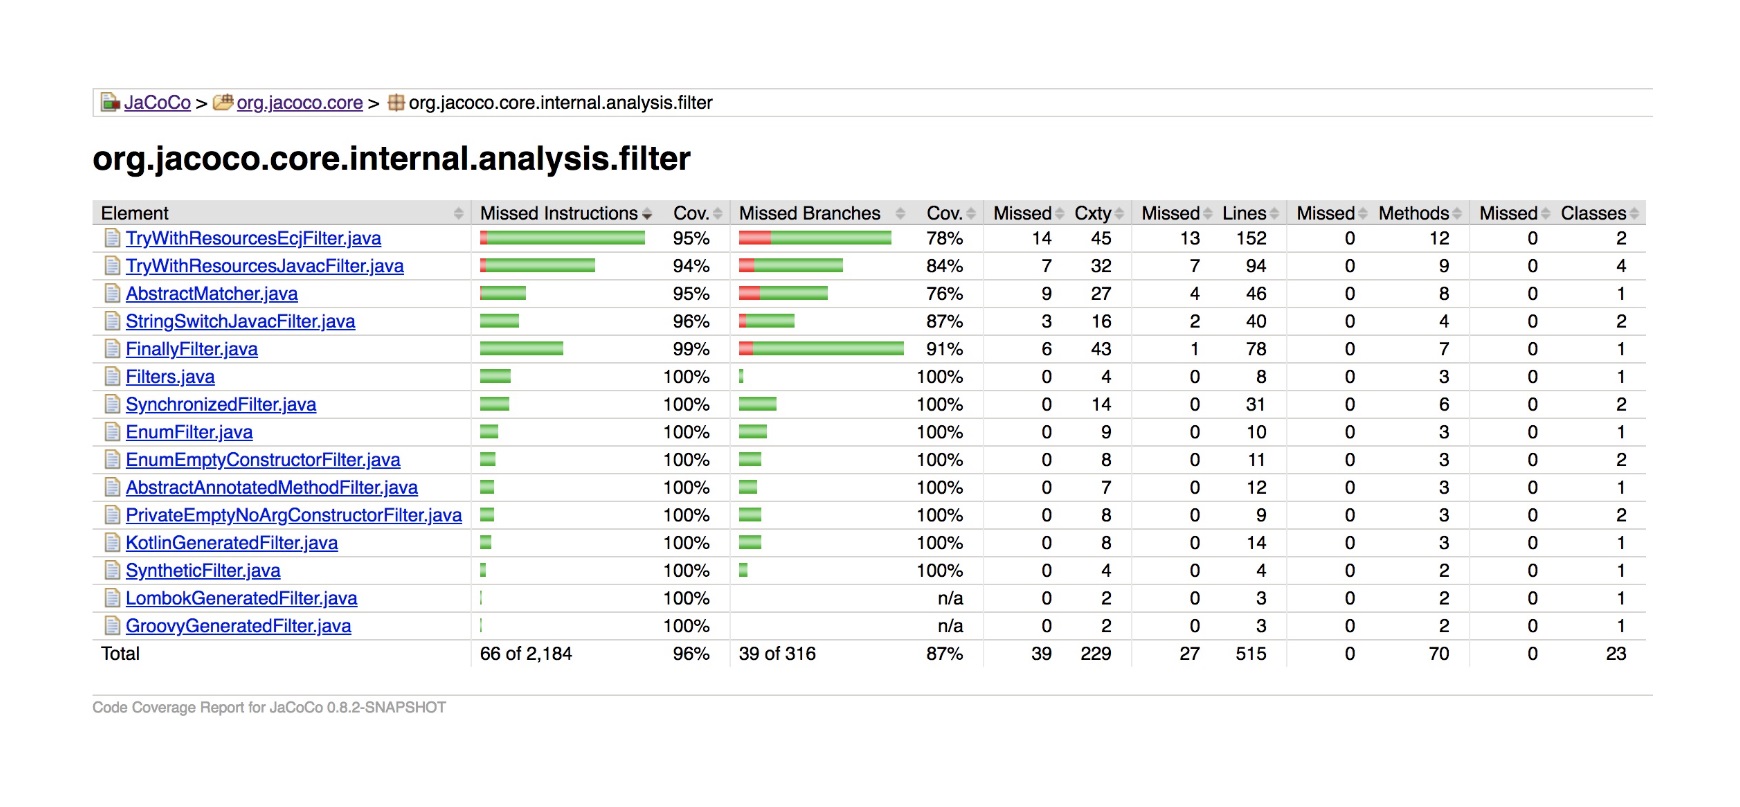 JaCoCo > org.jacoco.core > org.jacoco.core.internal.analysis.filter
org.jacoco.core.internal.analysis.filter
Element Missed Instructions Cov. Missed Branches Cov. Missed Cxty Missed Lines Missed Methods Missed Classes
TryWithResourcesEcjFilter.java 95% 78% 14 45 13 152 0 12 0 2
TryWithResourcesJavacFilter.java 94% 84% 7 32 7 94 0 9 0 4
AbstractMatcher.java 95% 76% 9 27 4 46 0 8 0 1
StringSwitchJavacFilter.java 96% 87% 3 16 2 40 0 4 0 2
FinallyFilter.java 99% 91% 6 43 1 78 0 7 0 1
Filters.java 100% 100% 0 4 0 8 0 3 0 1
SynchronizedFilter.java 100% 100% 0 14 0 31 0 6 0 2
EnumFilter.java 100% 100% 0 9 0 10 0 3 0 1
EnumEmptyConstructorFilter.java 100% 100% 0 8 0 11 0 3 0 2
AbstractAnnotatedMethodFilter.java 100% 100% 0 7 0 12 0 3 0 1
PrivateEmptyNoArgConstructorFilter.java 100% 100% 0 8 0 9 0 3 0 2
KotlinGeneratedFilter.java 100% 100% 0 8 0 14 0 3 0 1
SyntheticFilter.java 100% 100% 0 4 0 4 0 2 0 1
LombokGeneratedFilter.java 100% n/a 0 2 0 3 0 2 0 1
GroovyGeneratedFilter.java 100% n/a 0 2 0 3 0 2 0 1
Total 66 of 2,184 96% 39 of 316 87% 39 229 27 515 0 70 0 23
Code Coverage Report for JaCoCo 0.8.2-SNAPSHOT